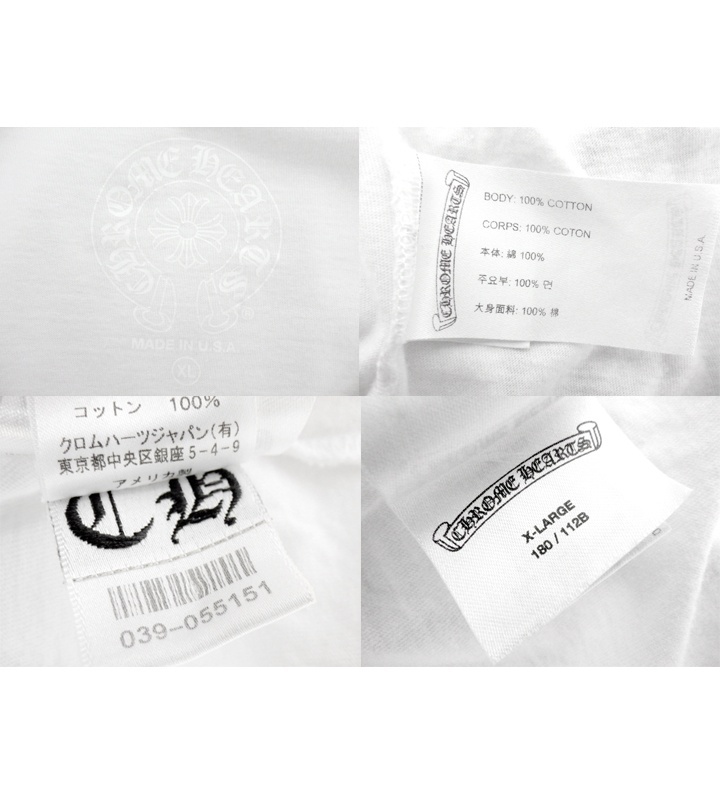 CHROME HEARTS
®
MADE IN U.S.A
XL
CHROME HEARTS
BODY: 100% COTTON
CORPS: 100% COTON
本体: 綿 100%
주요부: 100% 면
大身面料: 100% 棉
MADE IN U.S.A
コットン 100%
クロムハーツジャパン(有)
東京都中央区銀座5-4-9
アメリカ製
CH
039-055151
CHROME HEARTS
X-LARGE
180 / 112B